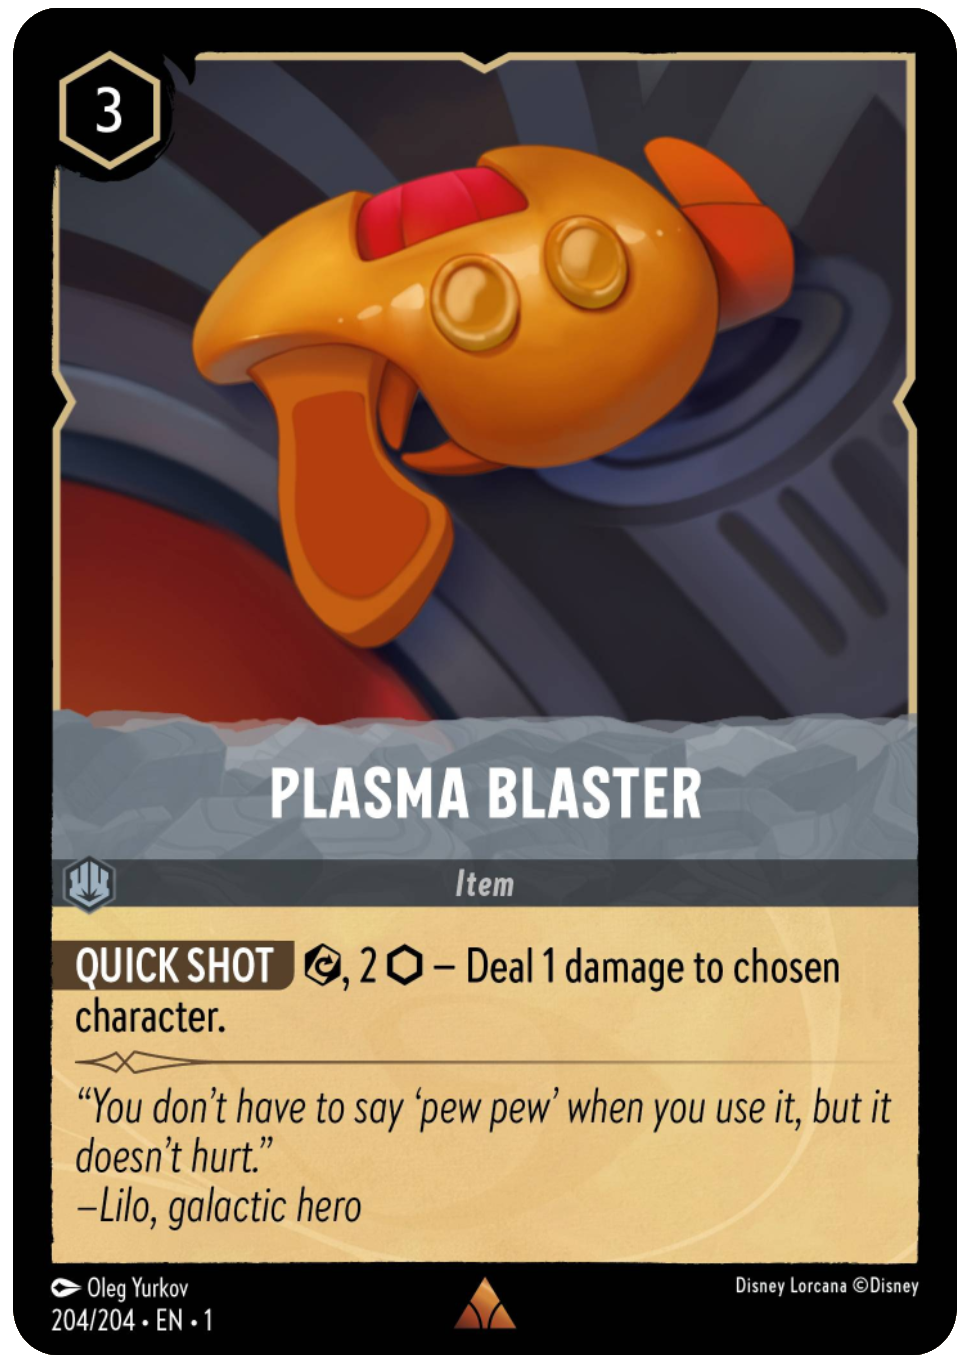 3
PLASMA BLASTER
Item
QUICK SHOT , 2 – Deal 1 damage to chosen
character.
“You don’t have to say ‘pew pew’ when you use it, but it
doesn’t hurt.”
–Lilo, galactic hero
Oleg Yurkov
Disney Lorcana ©Disney
204/204 • EN • 1